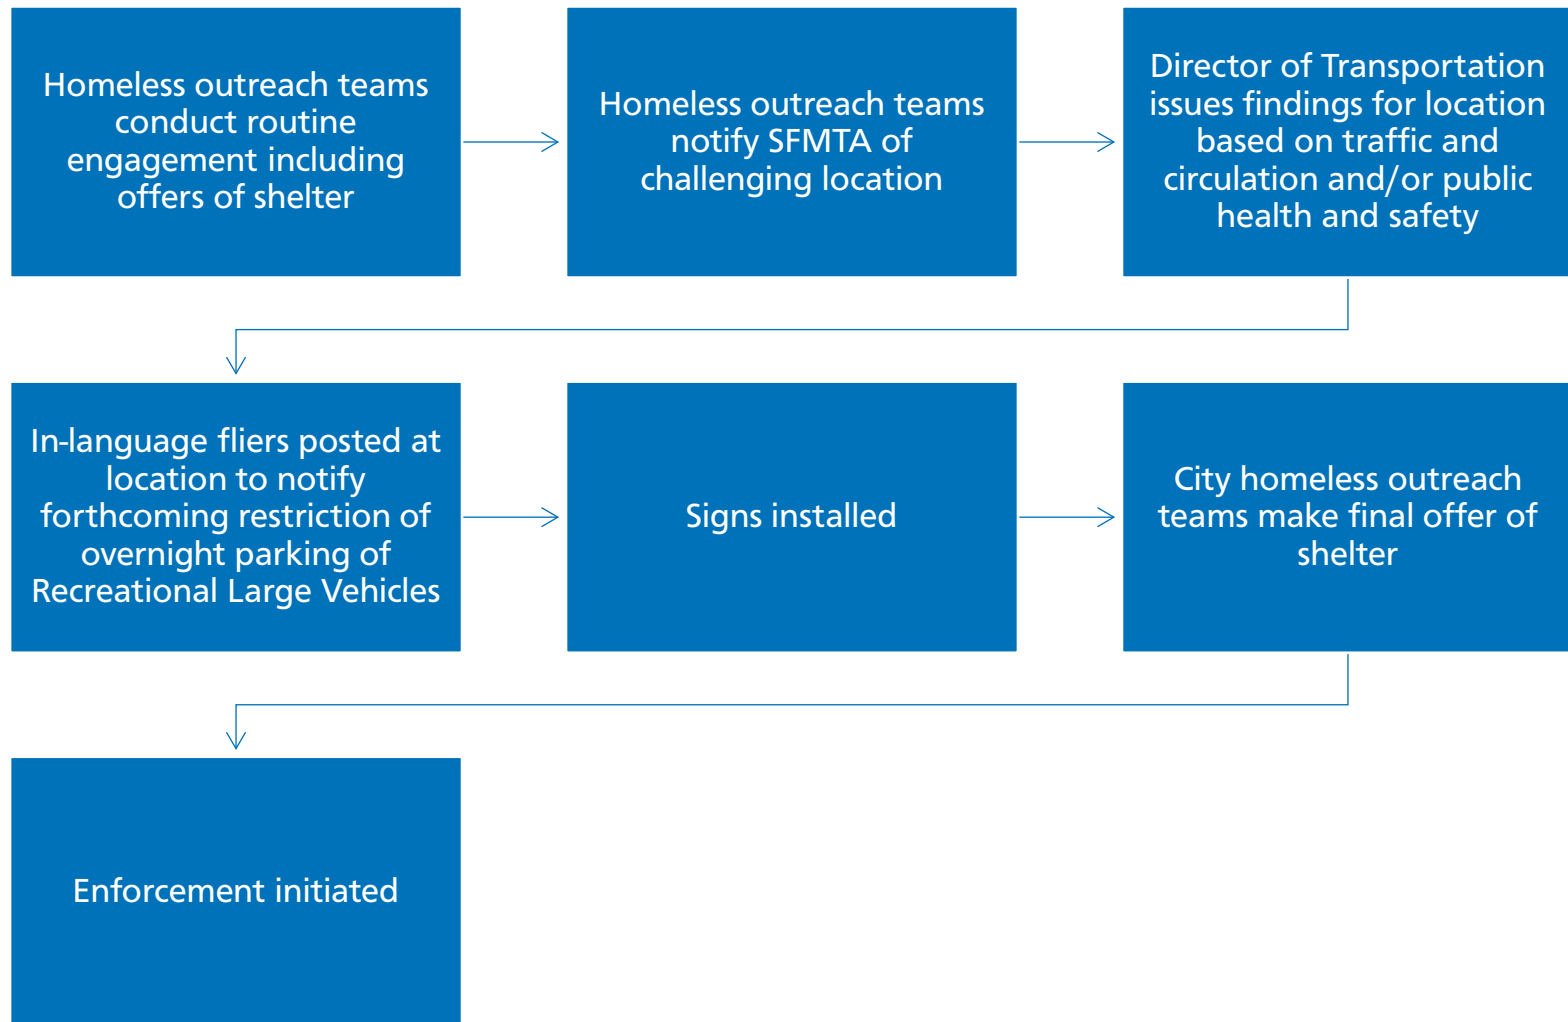 Homeless outreach teams
conduct routine
engagement including
offers of shelter
Homeless outreach teams
notify SFMTA of
challenging location
Director of Transportation
issues findings for location
based on traffic and
circulation and/or public
health and safety
In-language fliers posted at
location to notify
forthcoming restriction of
overnight parking of
Recreational Large Vehicles
Signs installed
City homeless outreach
teams make final offer of
shelter
Enforcement initiated